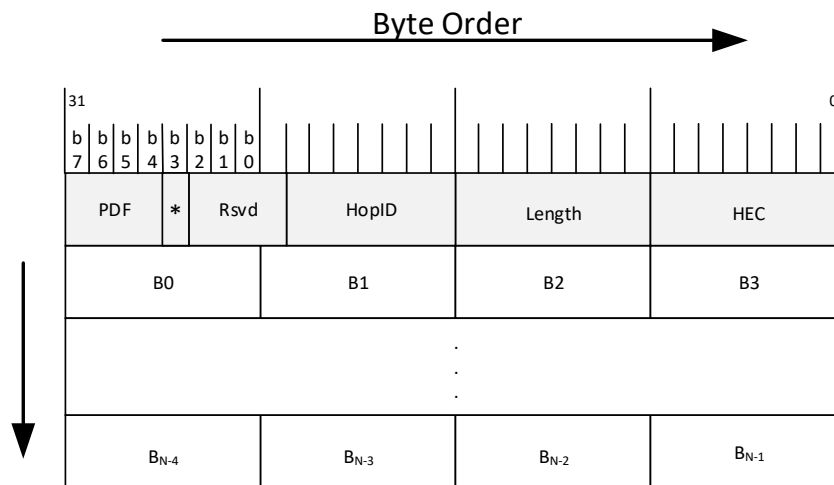 Byte Order
31 0
b b b b b b b b
7 6 5 4 3 2 1 0
PDF * Rsvd HopID Length HEC
B0 B1 B2 B3
.
.
.
BN-4 BN-3 BN-2 BN-1